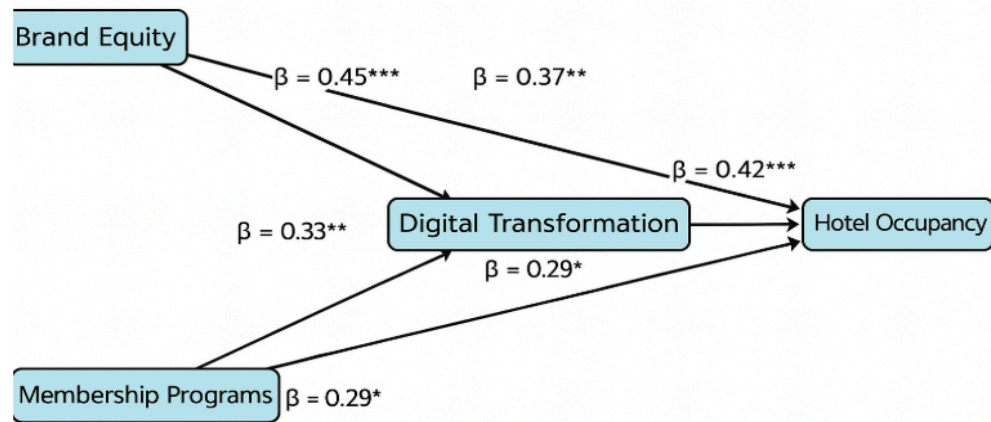 Brand Equity
β = 0.45***
β = 0.37**
β = 0.42***
Digital Transformation
Hotel Occupancy
β = 0.33**
β = 0.29*
Membership Programs
β = 0.29*